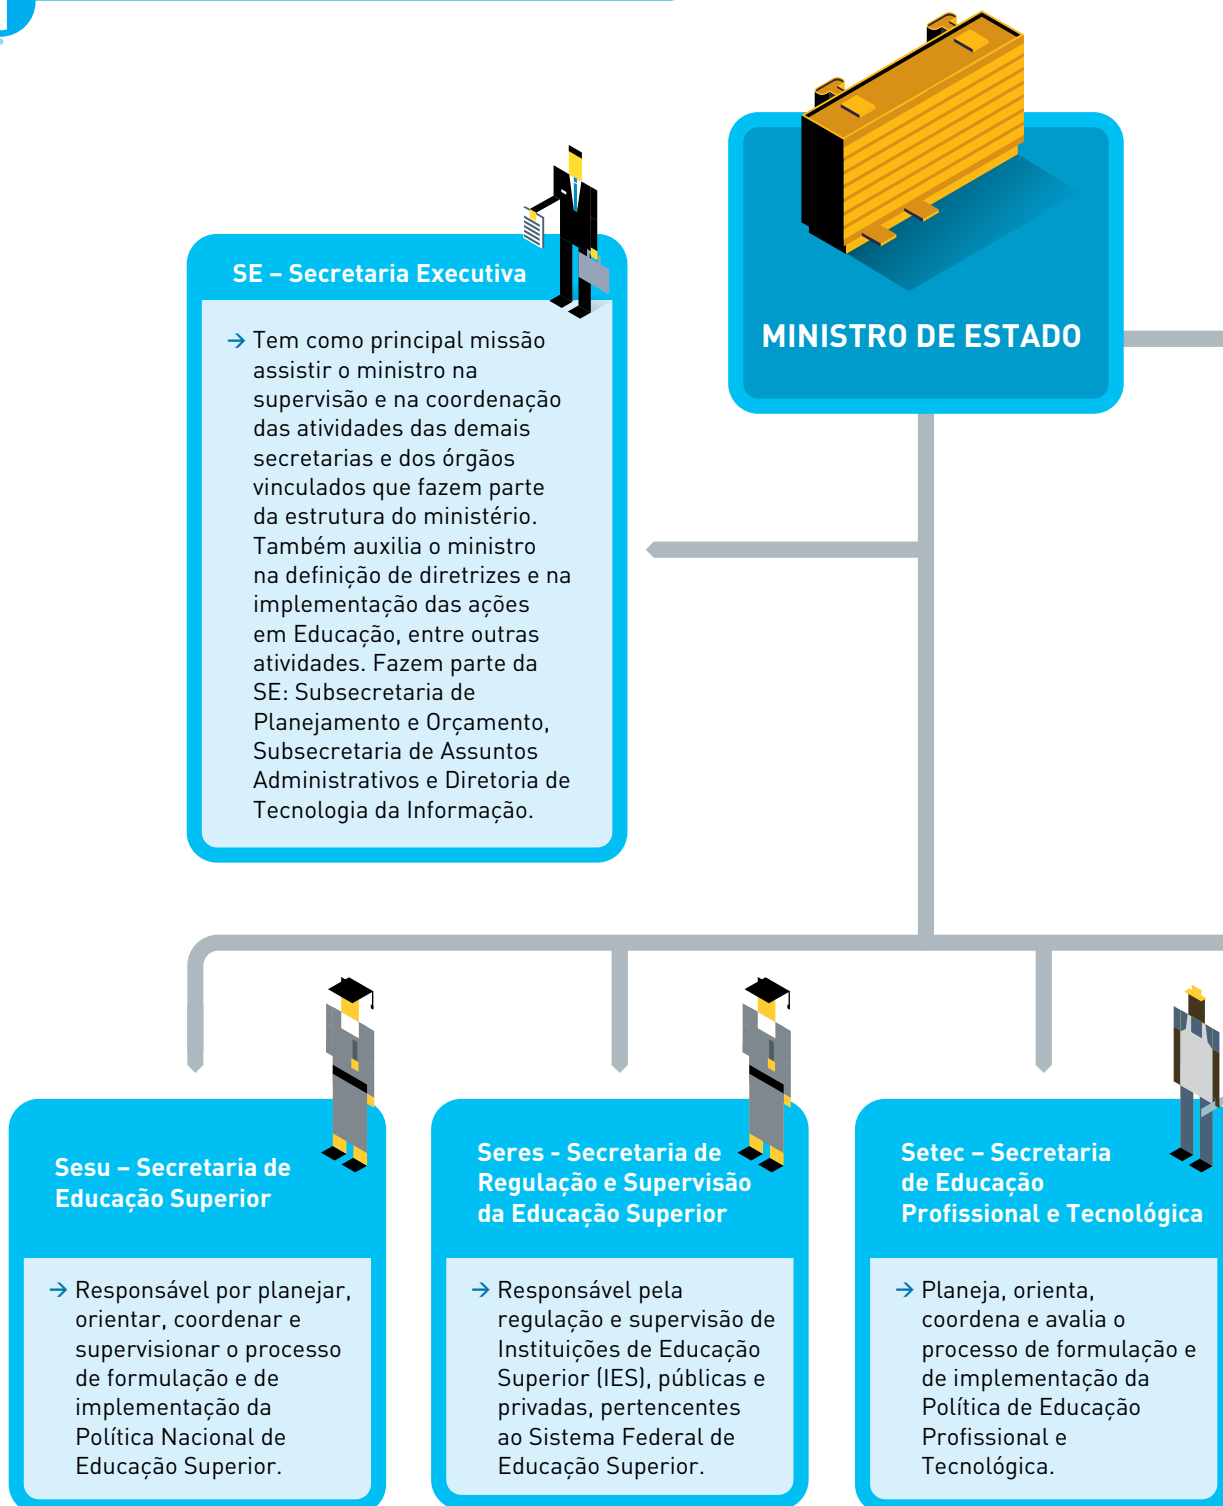 MINISTRO DE ESTADO
SE – Secretaria Executiva
→ Tem como principal missão
assistir o ministro na
supervisão e na coordenação
das atividades das demais
secretarias e dos órgãos
vinculados que fazem parte
da estrutura do ministério.
Também auxilia o ministro
na definição de diretrizes e na
implementação das ações
em Educação, entre outras
atividades. Fazem parte da
SE: Subsecretaria de
Planejamento e Orçamento,
Subsecretaria de Assuntos
Administrativos e Diretoria de
Tecnologia da Informação.
Sesu – Secretaria de
Educação Superior
→ Responsável por planejar,
orientar, coordenar e
supervisionar o processo
de formulação e de
implementação da
Política Nacional de
Educação Superior.
Seres - Secretaria de
Regulação e Supervisão
da Educação Superior
→ Responsável pela
regulação e supervisão de
Instituições de Educação
Superior (IES), públicas e
privadas, pertencentes
ao Sistema Federal de
Educação Superior.
Setec – Secretaria
de Educação
Profissional e Tecnológica
→ Planeja, orienta,
coordena e avalia o
processo de formulação e
de implementação da
Política de Educação
Profissional e
Tecnológica.